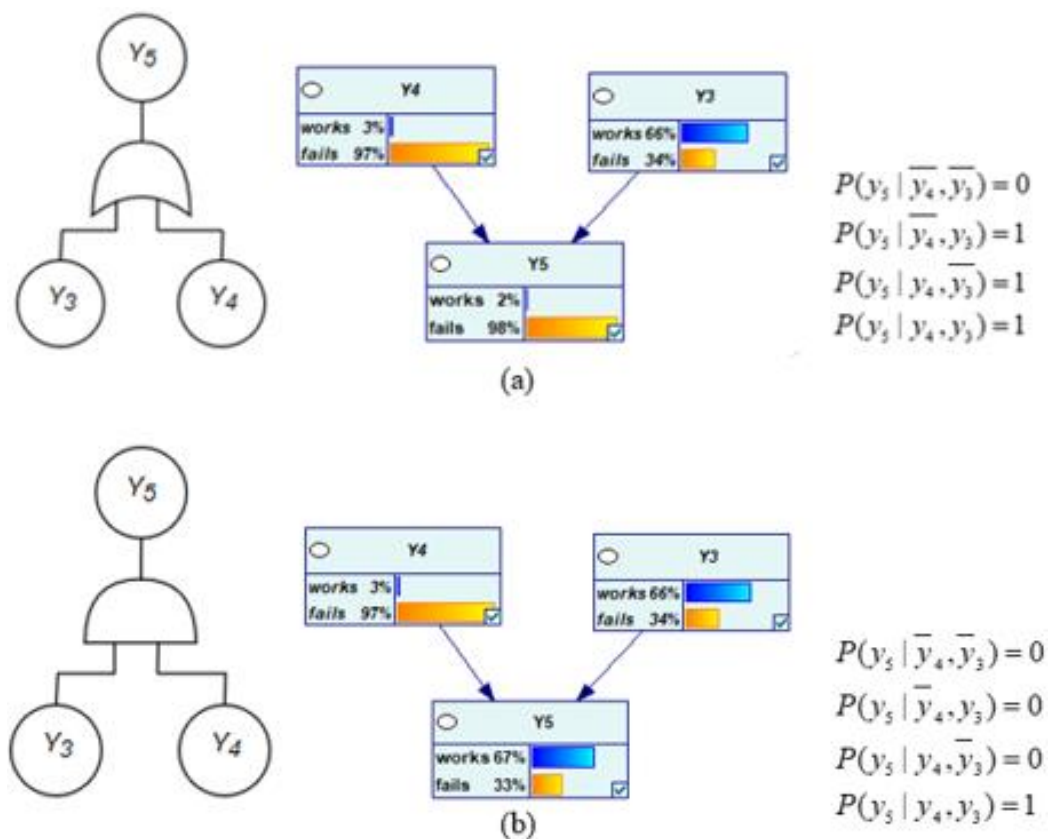 Y5
Y3 Y4
Y4
works 3%
fails 97%
Y3
works 66%
fails 34%
Y5
works 2%
fails 98%
P(y₅ | y̅₄, y̅₃) = 0
P(y₅ | y̅₄, y₃) = 1
P(y₅ | y₄, y̅₃) = 1
P(y₅ | y₄, y₃) = 1
(a)
Y5
Y3 Y4
Y4
works 3%
fails 97%
Y3
works 66%
fails 34%
Y5
works 67%
fails 33%
P(y₅ | y̅₄, y̅₃) = 0
P(y₅ | y̅₄, y₃) = 0
P(y₅ | y₄, y̅₃) = 0
P(y₅ | y₄, y₃) = 1
(b)